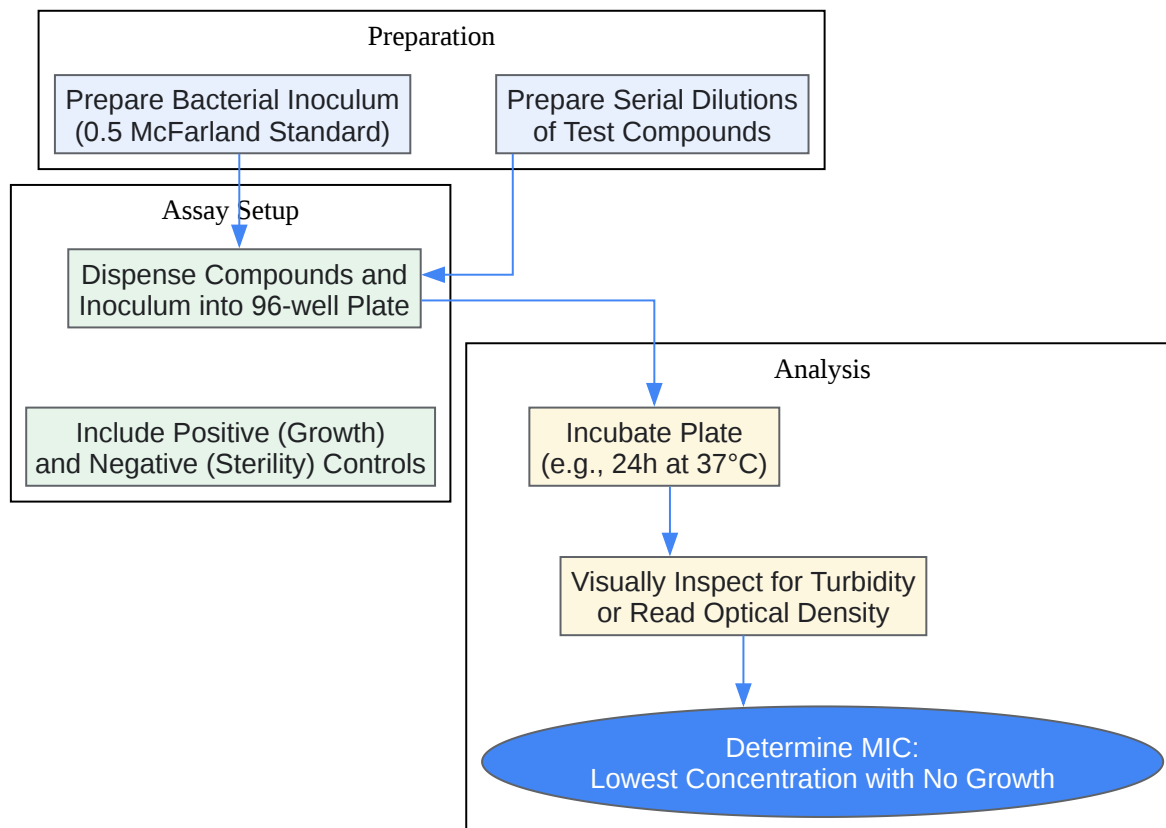 Preparation
Prepare Bacterial Inoculum
(0.5 McFarland Standard)
Prepare Serial Dilutions
of Test Compounds
Assay Setup
Dispense Compounds and
Inoculum into 96-well Plate
Include Positive (Growth)
and Negative (Sterility) Controls
Analysis
Incubate Plate
(e.g., 24h at 37°C)
Visually Inspect for Turbidity
or Read Optical Density
Determine MIC:
Lowest Concentration with No Growth